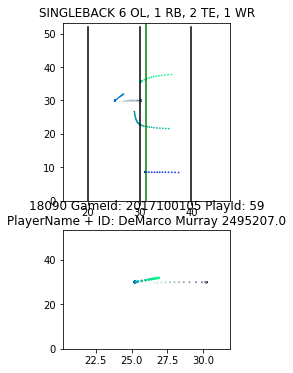 SINGLEBACK 6 OL, 1 RB, 2 TE, 1 WR
50
40
30
20
10
0
20 30 40
18090 GameId: 2017100105 PlayId: 59
PlayerName + ID: DeMarco Murray 2495207.0
40
20
0
22.5 25.0 27.5 30.0